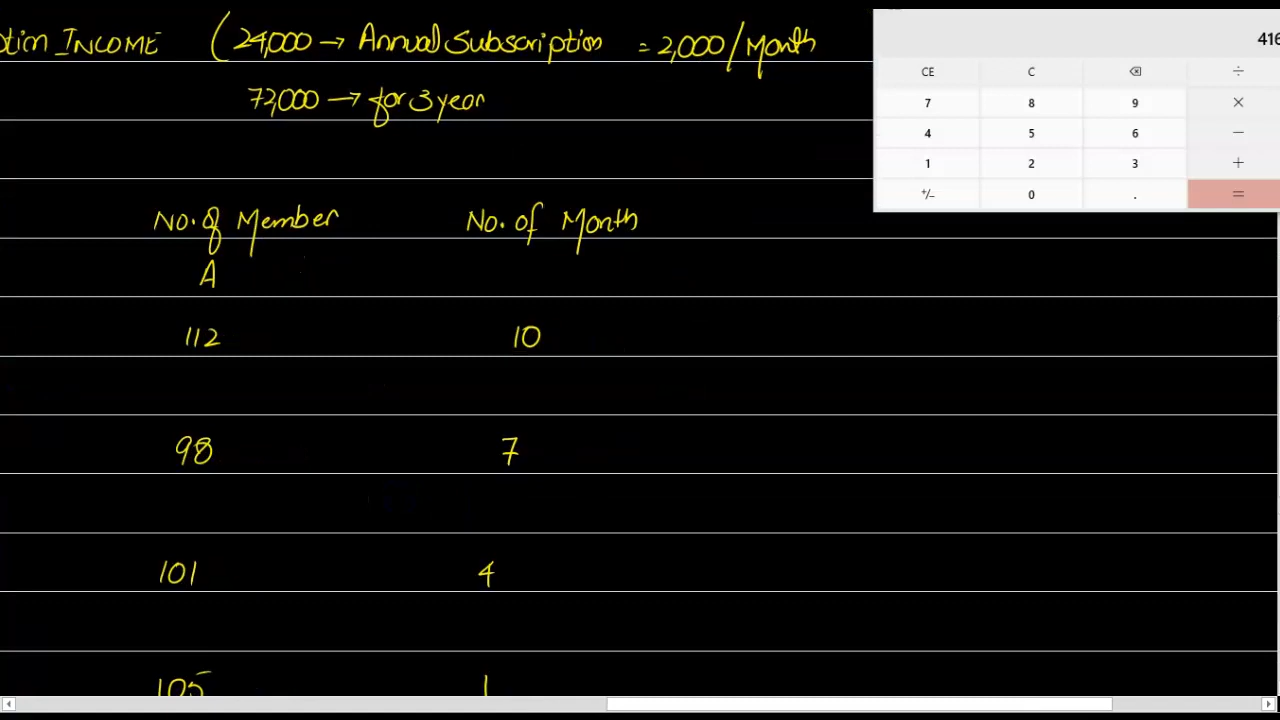 ption INCOME (24,000 → Annual Subscription = 2,000/Month
72,000 → for 3 year
No. of Member No. of Month
A
112 10
98 7
101 4
105 1
416
CE C ⌫ ÷
7 8 9 ×
4 5 6 −
1 2 3 +
+/− 0 . =